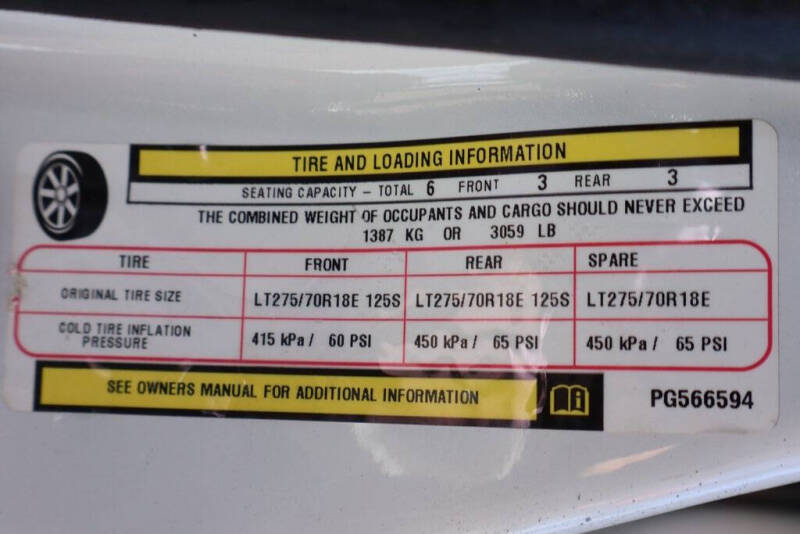 TIRE AND LOADING INFORMATION
SEATING CAPACITY - TOTAL 6 FRONT 3 REAR 3
THE COMBINED WEIGHT OF OCCUPANTS AND CARGO SHOULD NEVER EXCEED
1387 KG OR 3059 LB
TIRE FRONT REAR SPARE
ORIGINAL TIRE SIZE LT275/70R18E 125S LT275/70R18E 125S LT275/70R18E
COLD TIRE INFLATION
PRESSURE 415 kPa / 60 PSI 450 kPa / 65 PSI 450 kPa / 65 PSI
SEE OWNERS MANUAL FOR ADDITIONAL INFORMATION i PG566594